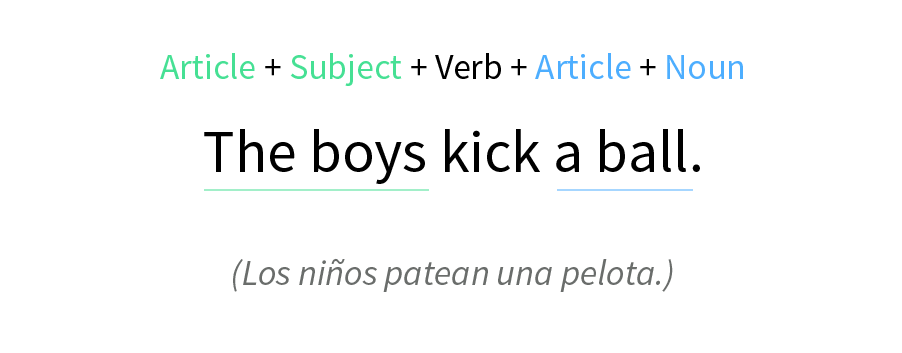 Article + Subject + Verb + Article + Noun
The boys kick a ball.
(Los niños patean una pelota.)